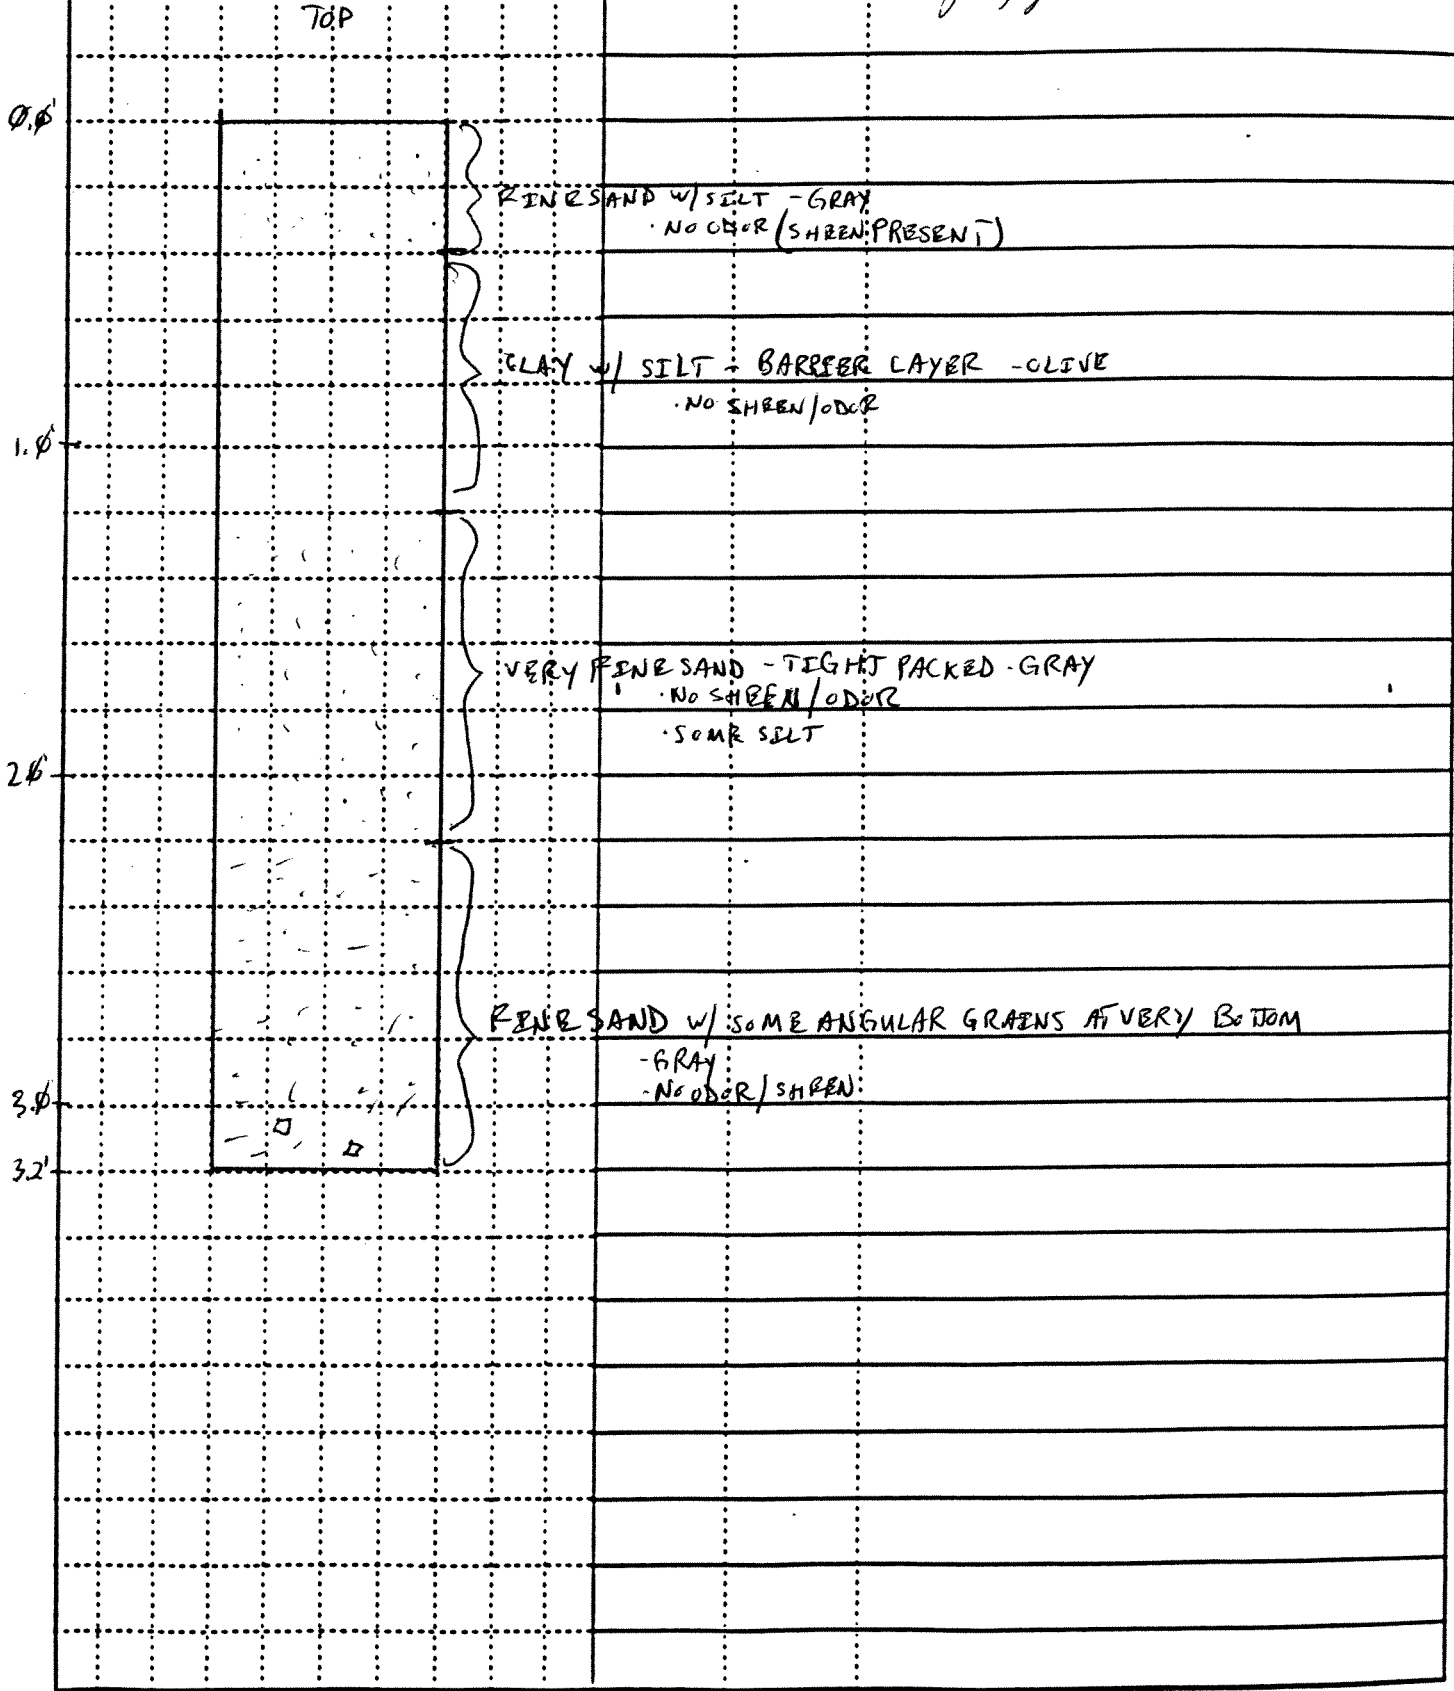 TOP
0.0'
FINE SAND W/ SILT - GRAY
· NO ODOR (SHEEN PRESENT)
CLAY W/ SILT - BARRIER LAYER - OLIVE
· NO SHEEN/ODOR
1.0'
VERY FINE SAND - TIGHT PACKED - GRAY
· NO SHEEN/ODOR
· SOME SILT
2.0'
FINE SAND W/ SOME ANGULAR GRAINS AT VERY BOTTOM
- GRAY
- NO ODOR/SHEEN
3.0'
3.2'